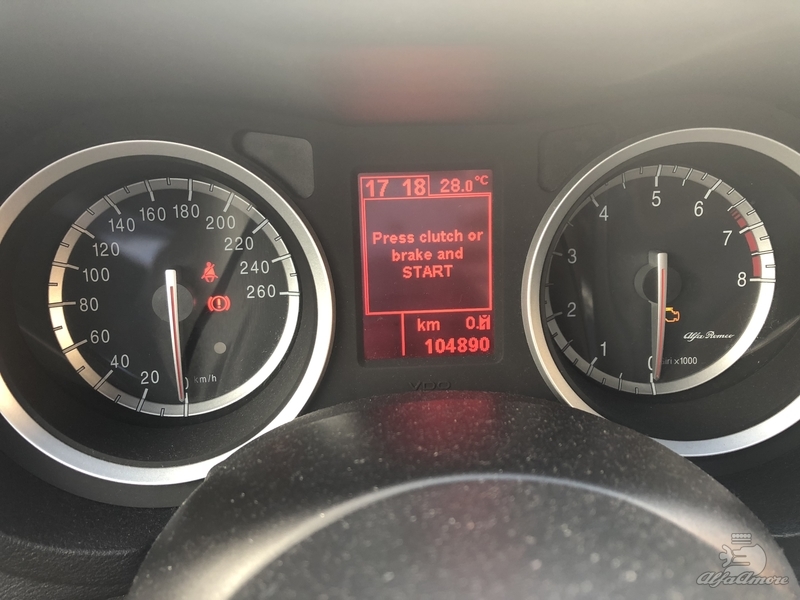 20
40
60
80
100
120
140
160
180
200
220
240
260
0
km/h
17 18 28.0°C
Press clutch or
brake and
START
km
104890
VDO
0
1
2
3
4
5
6
7
8
Alfa Romeo
x1000
AlfaAmore